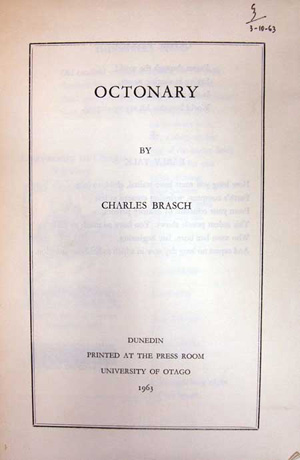 3-10-63
OCTONARY
BY
CHARLES BRASCH
DUNEDIN
PRINTED AT THE PRESS ROOM
UNIVERSITY OF OTAGO
1963